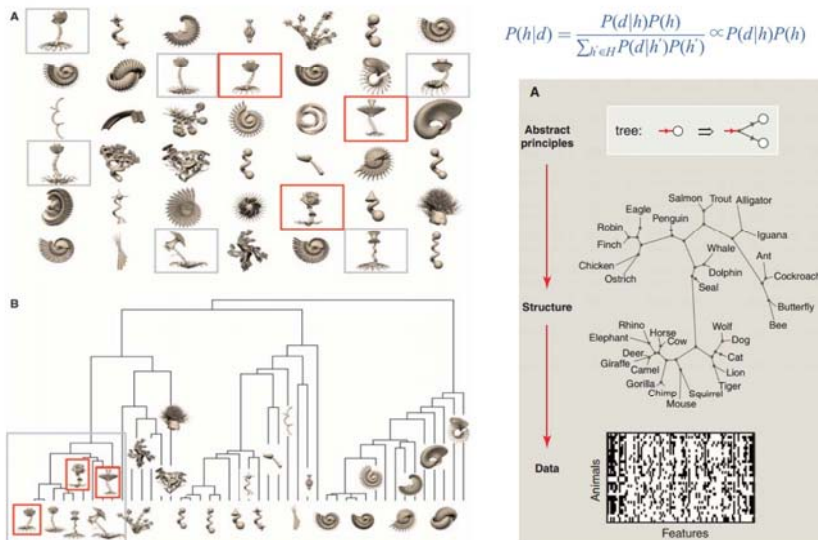 A
B
P(h|d) = P(d|h)P(h) / ∑h'∈H P(d|h')P(h') ∝ P(d|h)P(h)
A
Abstract
principles
tree:
⇒
Structure
Salmon
Trout
Alligator
Eagle
Penguin
Robin
Iguana
Finch
Whale
Ant
Chicken
Dolphin
Cockroach
Ostrich
Seal
Butterfly
Bee
Rhino
Horse
Wolf
Elephant
Cow
Dog
Deer
Cat
Giraffe
Camel
Lion
Gorilla
Tiger
Chimp
Squirrel
Mouse
Data
Animals
Features